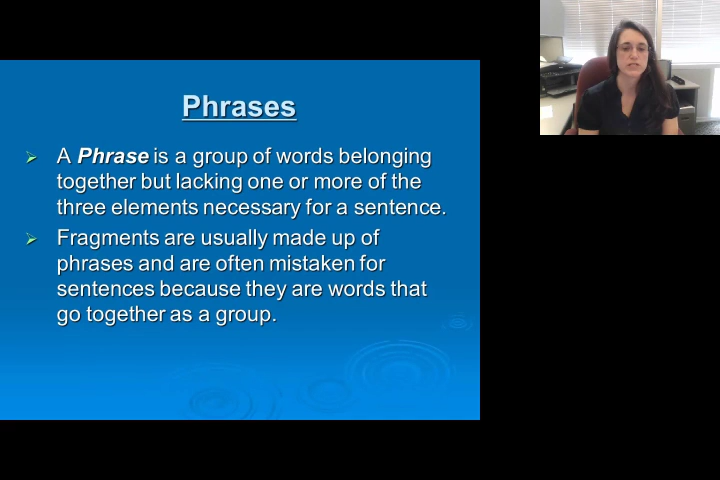 Phrases
A Phrase is a group of words belonging
together but lacking one or more of the
three elements necessary for a sentence.
Fragments are usually made up of
phrases and are often mistaken for
sentences because they are words that
go together as a group.